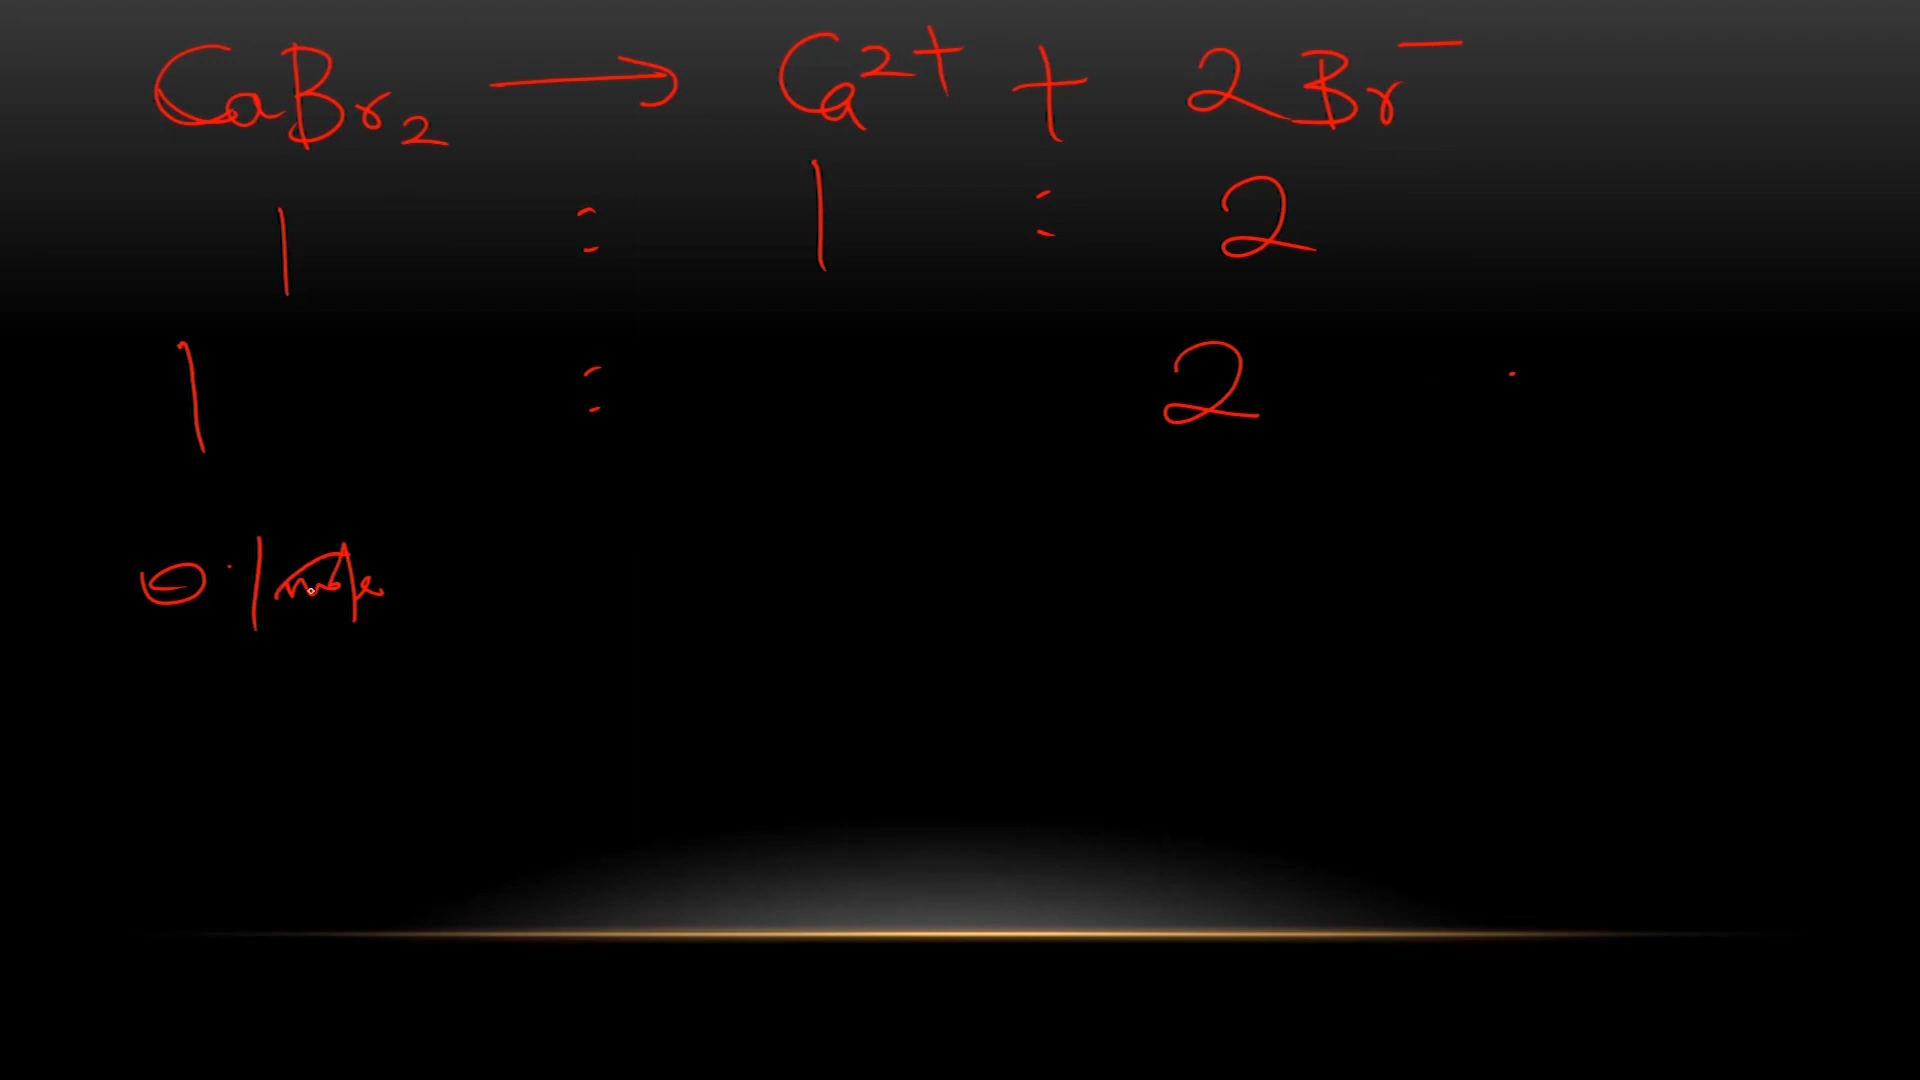 CaBr₂ → Ca²⁺ + 2Br⁻
1 : 1 : 2
1 : 2
0.1 mole